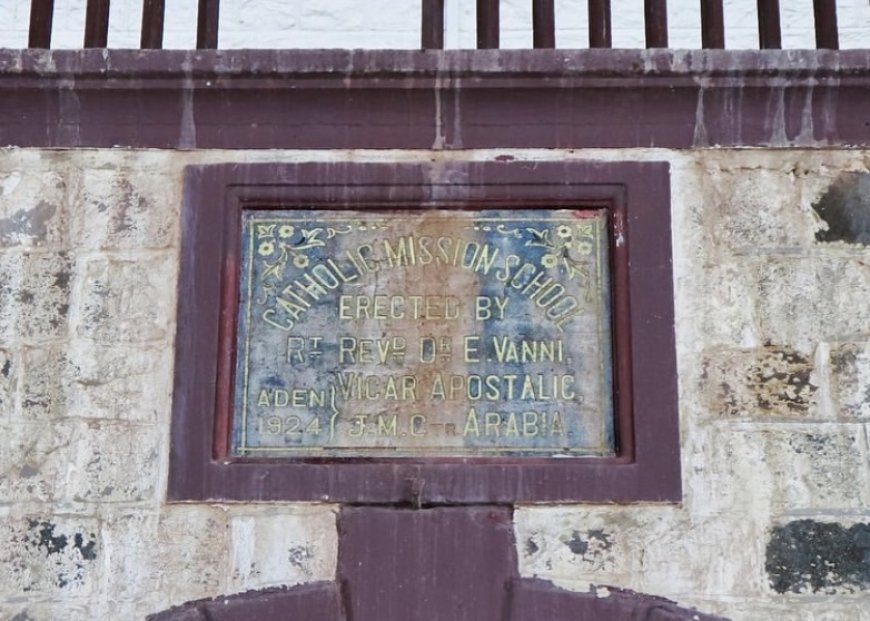 CATHOLIC MISSION SCHOOL
ERECTED BY
RT REVD DR E. VANNI.
VICAR APOSTALIC,
ADEN
1924
J.M.C-R ARABIA.